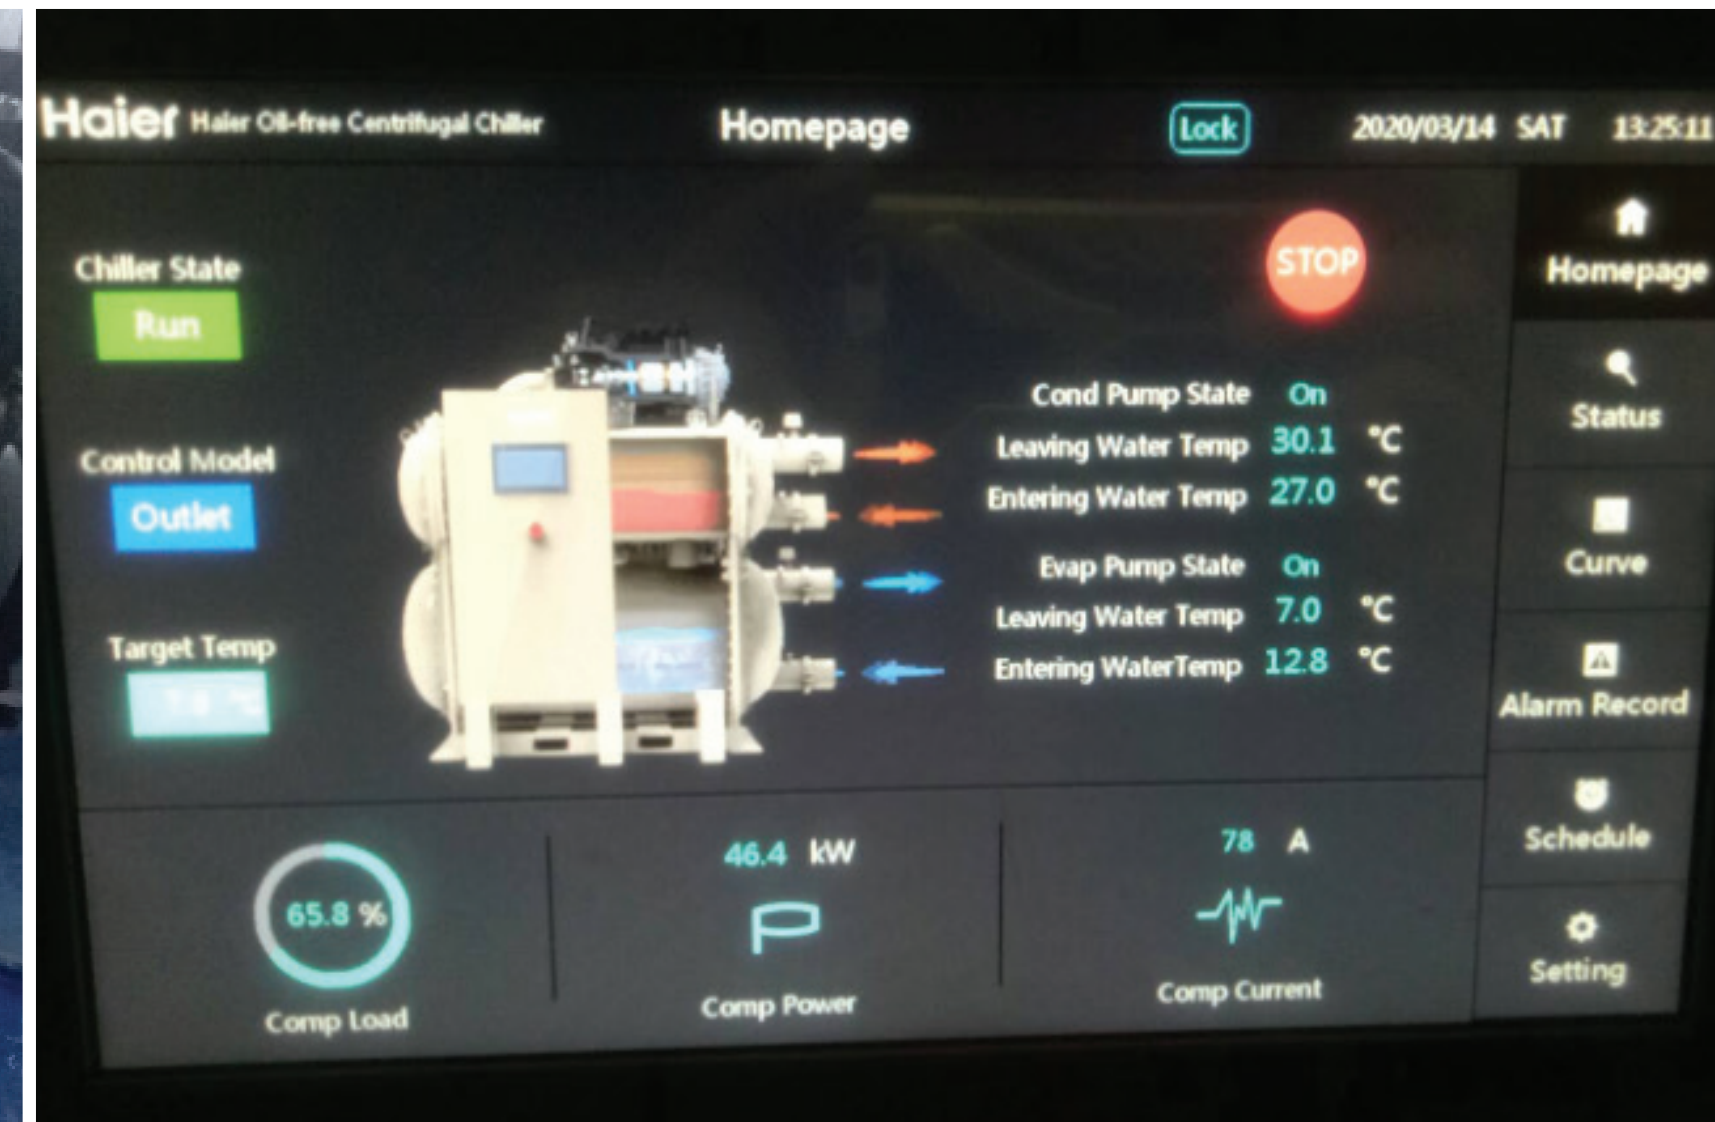 Haier Haier Oil-free Centrifugal Chiller Homepage Lock 2020/03/14 SAT 13:25:11
STOP
Homepage
Chiller State
Run
Cond Pump State On
Leaving Water Temp 30.1 °C
Entering Water Temp 27.0 °C
Status
Control Model
Outlet
Evap Pump State On
Leaving Water Temp 7.0 °C
Entering WaterTemp 12.8 °C
Curve
Target Temp
°C
Alarm Record
65.8 %
Comp Load
46.4 kW
Comp Power
78 A
Comp Current
Schedule
Setting